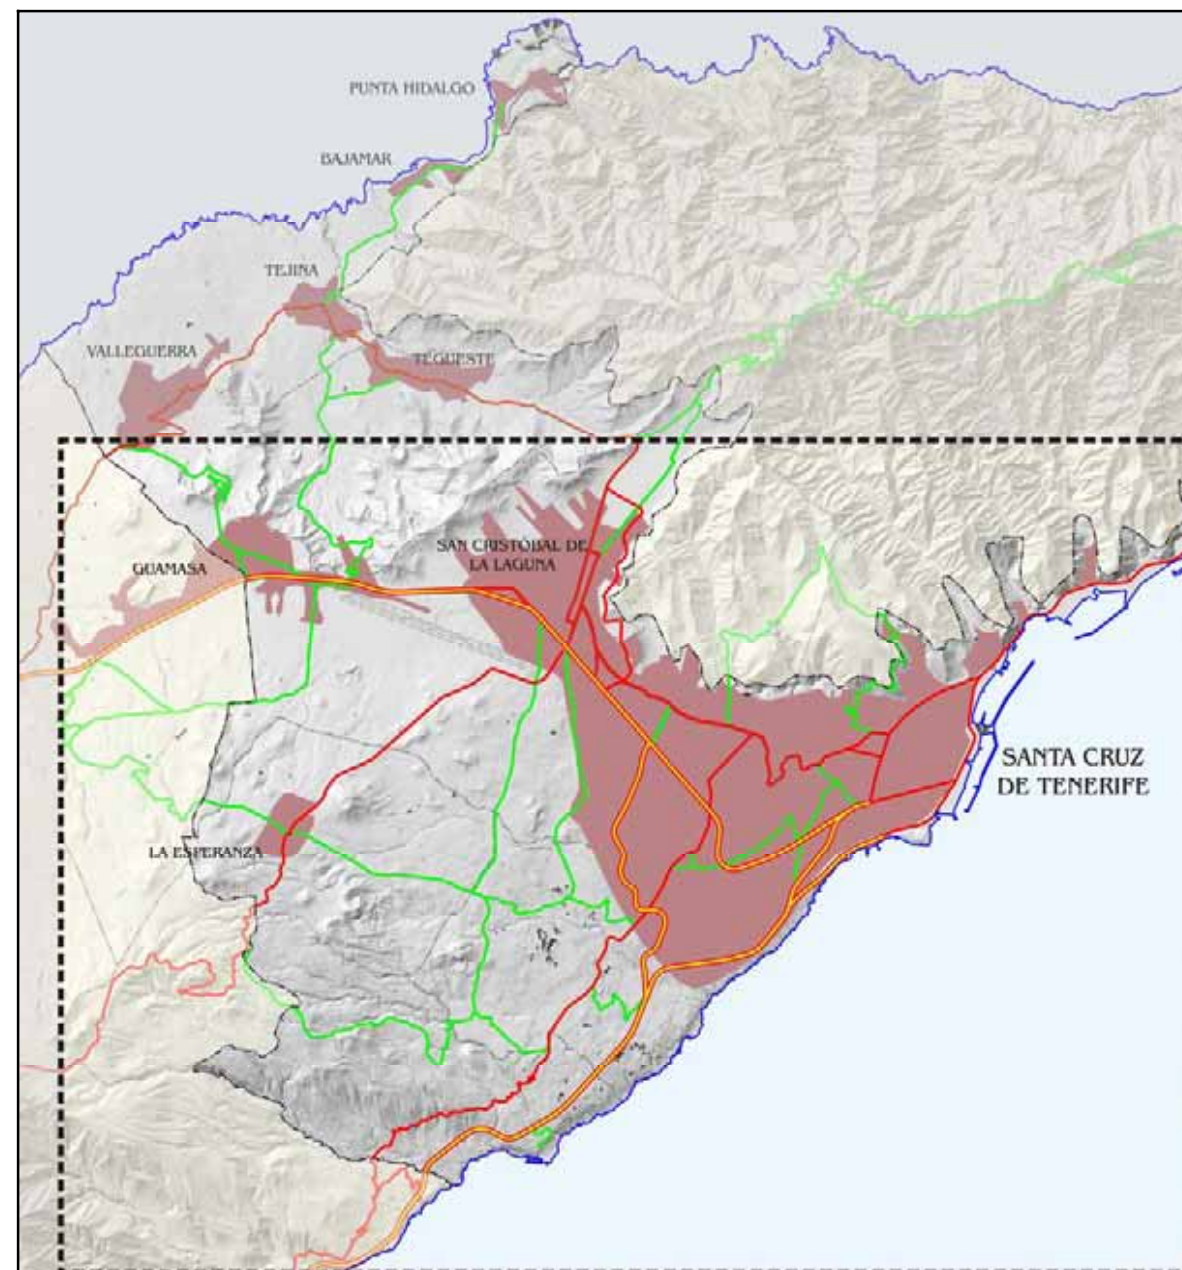 PUNTA HIDALGO
BAJAMAR
TEJINA
VALLEGUERRA
TEGUESTE
SAN CRISTÓBAL DE
LA LAGUNA
GUAMASA
SANTA CRUZ
DE TENERIFE
LA ESPERANZA